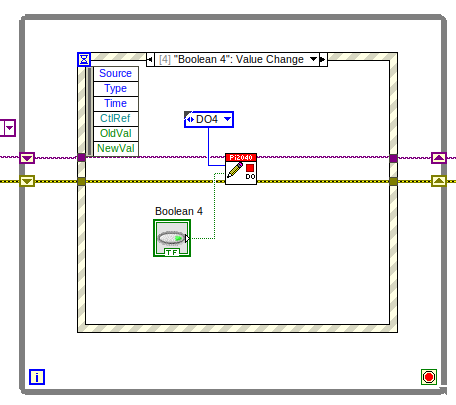 [4] "Boolean 4": Value Change
Source
Type
Time
CtlRef
OldVal
NewVal
DO4
Pi2040
DO
Boolean 4
TF
i